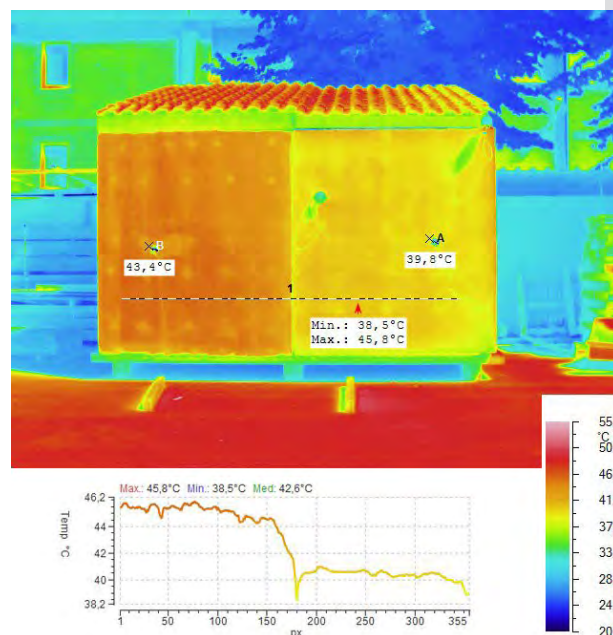 B
43,4°C
A
39,8°C
1
Min.: 38,5°C
Max.: 45,8°C
55
°C
50
46
41
37
33
28
24
20
Max.: 45,8°C Min.: 38,5°C Med: 42,6°C
Temp °C
46,2
44
42
40
38,2
1 50 100 150 200 250 300 355
px